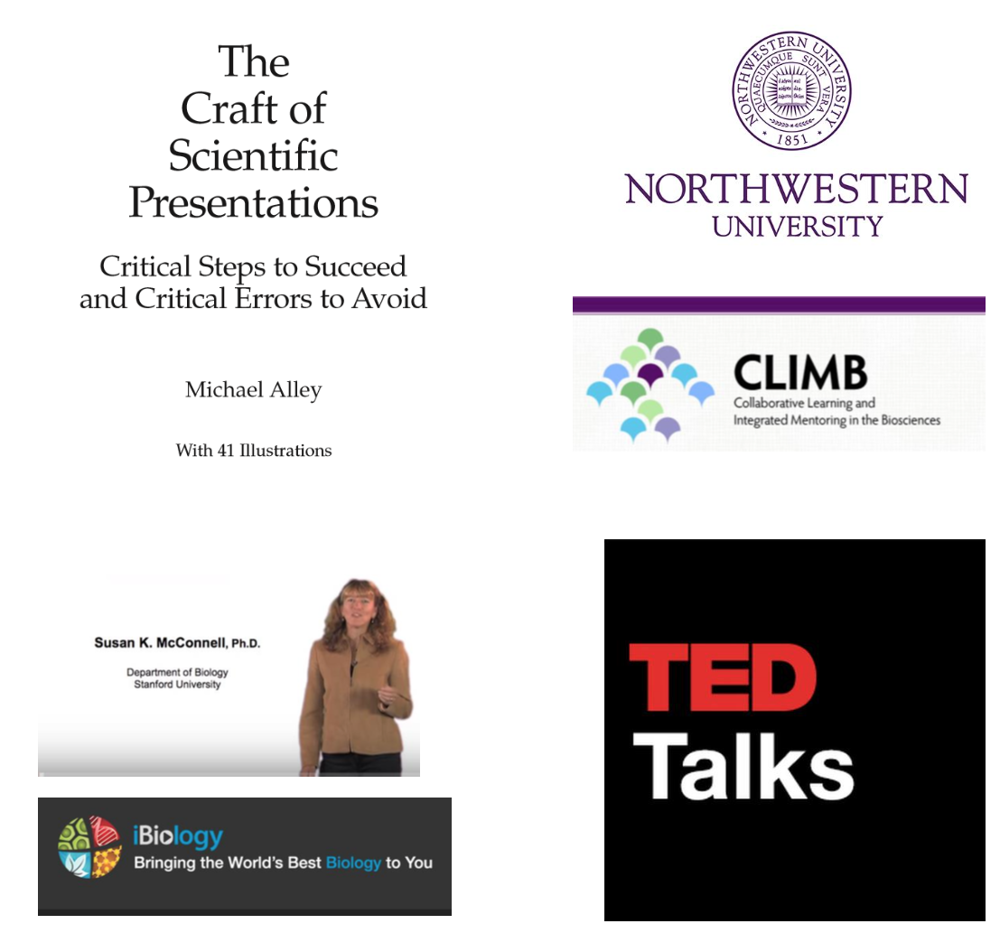 The
Craft of
Scientific
Presentations
Critical Steps to Succeed
and Critical Errors to Avoid
Michael Alley
With 41 Illustrations
NORTHWESTERN UNIVERSITY
QUAECUMQUE SUNT VERA
1851
NORTHWESTERN
UNIVERSITY
CLIMB
Collaborative Learning and
Integrated Mentoring in the Biosciences
Susan K. McConnell, Ph.D.
Department of Biology
Stanford University
iBiology
Bringing the World's Best Biology to You
TED
Talks